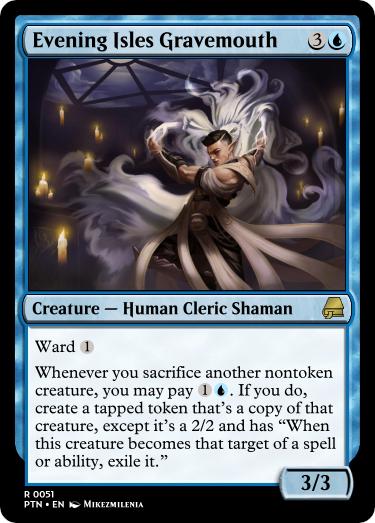 Evening Isles Gravemouth 3
Creature — Human Cleric Shaman
Ward 1
Whenever you sacrifice another nontoken
creature, you may pay 1. If you do,
create a tapped token that's a copy of that
creature, except it's a 2/2 and has “When
this creature becomes that target of a spell
or ability, exile it.”
3/3
R 0051
PTN • EN Mikezmilenia